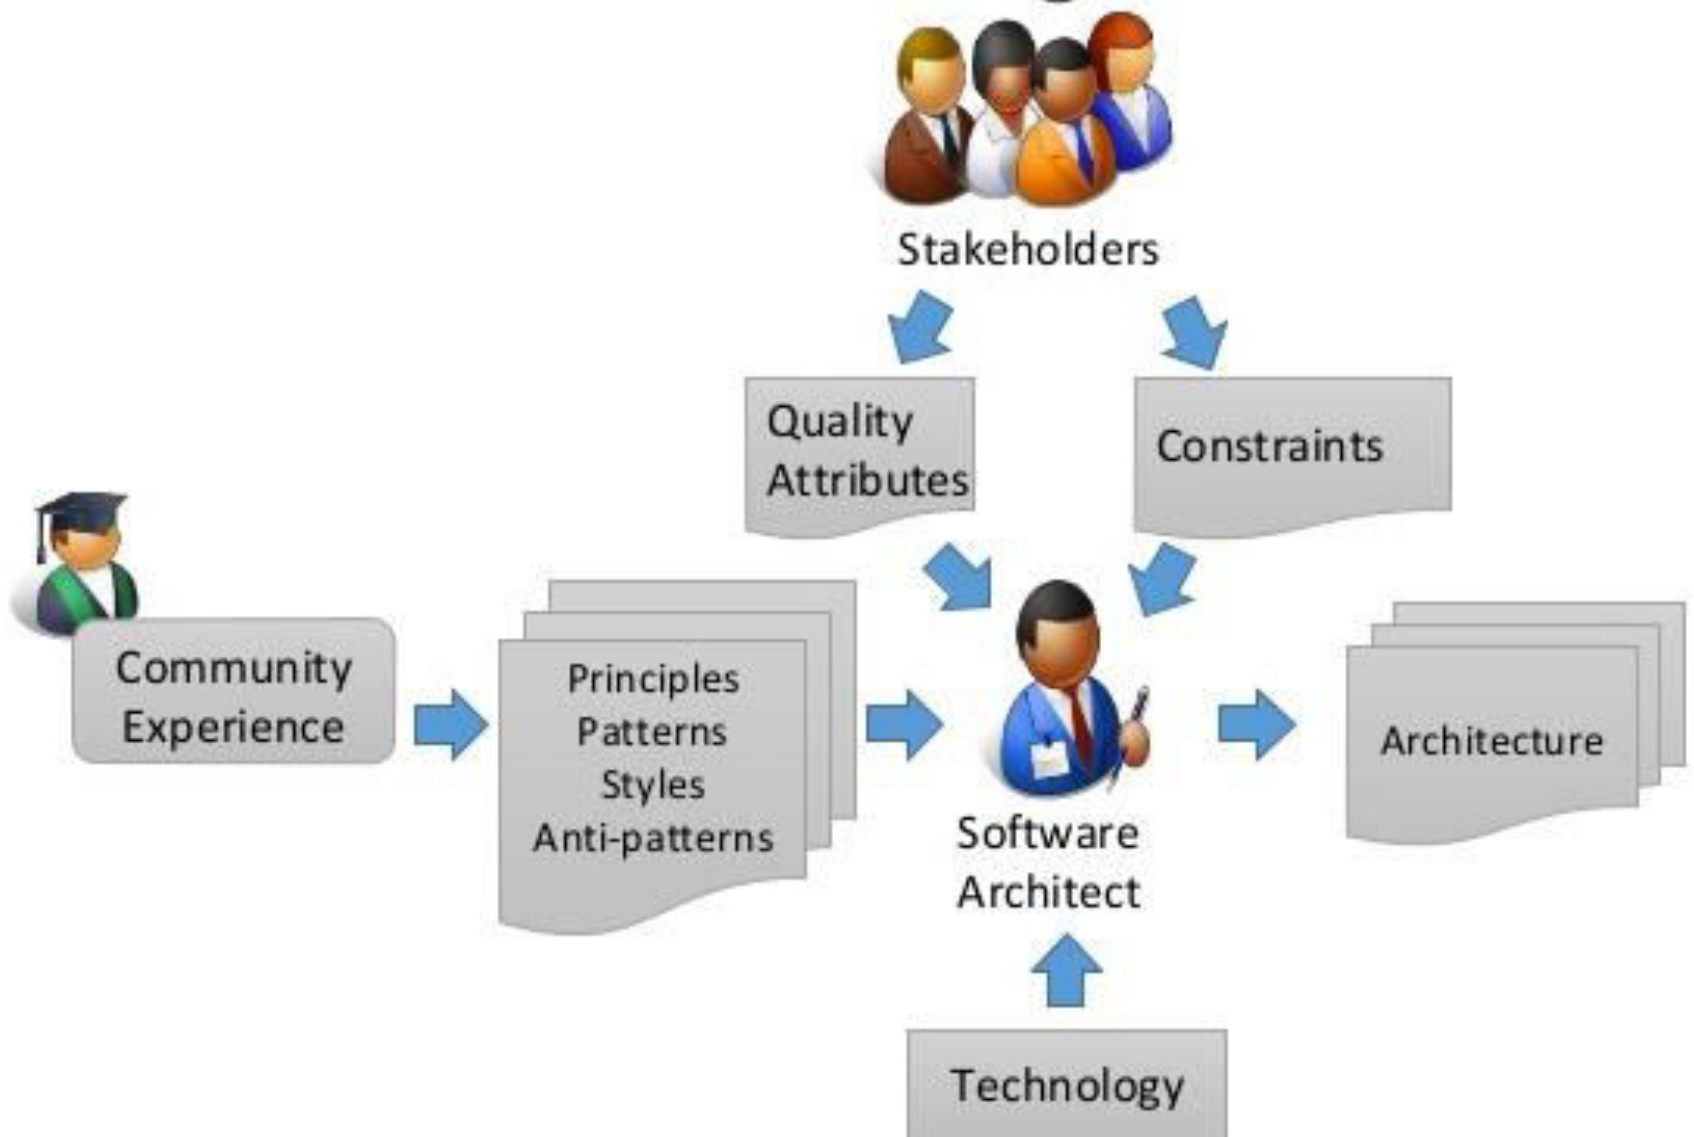 Stakeholders
Quality
Attributes
Constraints
Community
Experience
Principles
Patterns
Styles
Anti-patterns
Software
Architect
Architecture
Technology